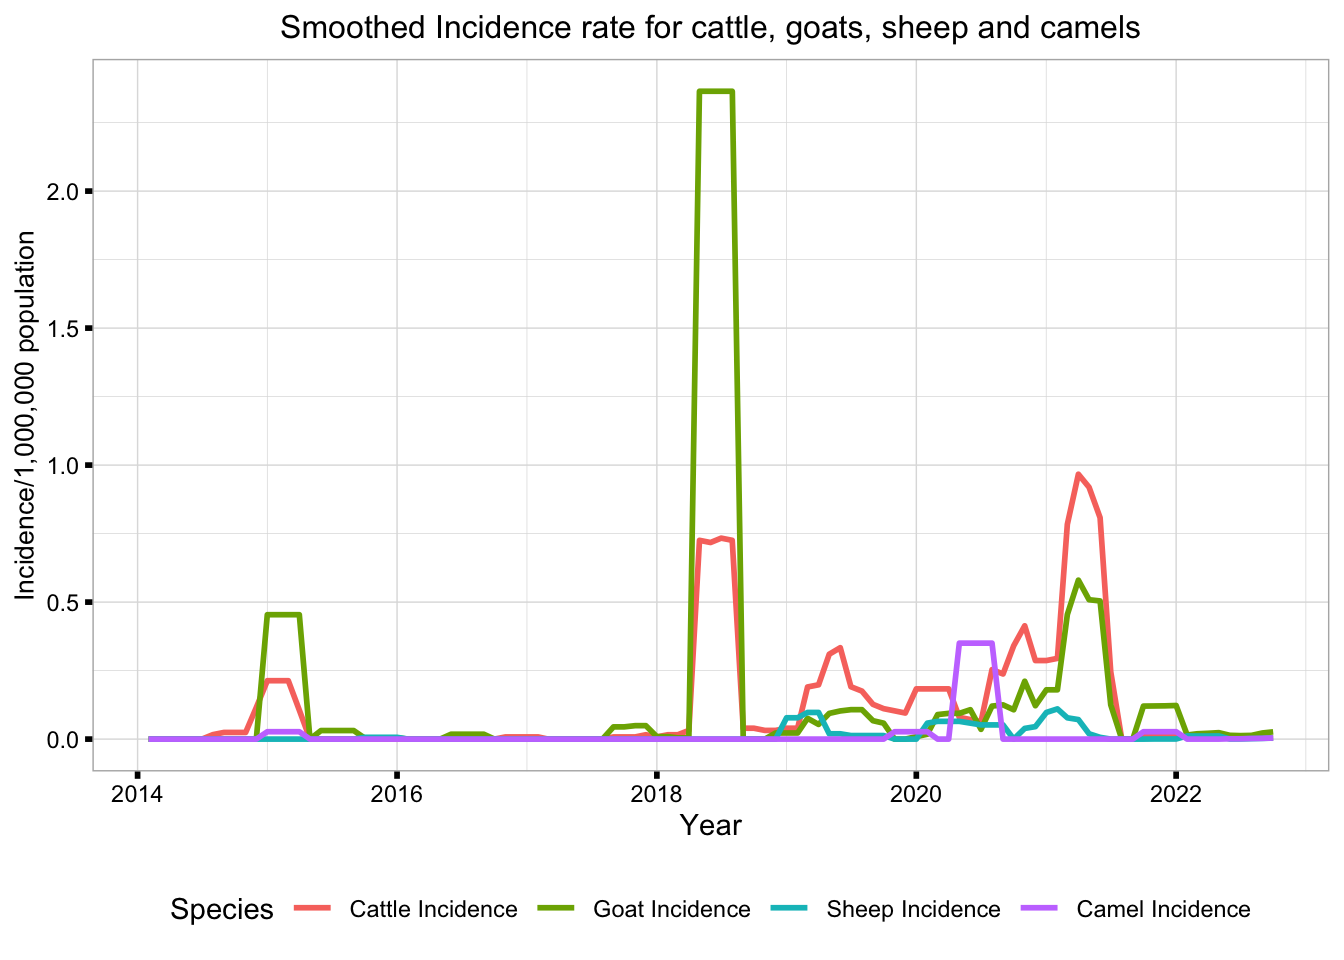 Smoothed Incidence rate for cattle, goats, sheep and camels
Incidence/1,000,000 population
2.0
1.5
1.0
0.5
0.0
2014 2016 2018 2020 2022
Year
Species Cattle Incidence Goat Incidence Sheep Incidence Camel Incidence